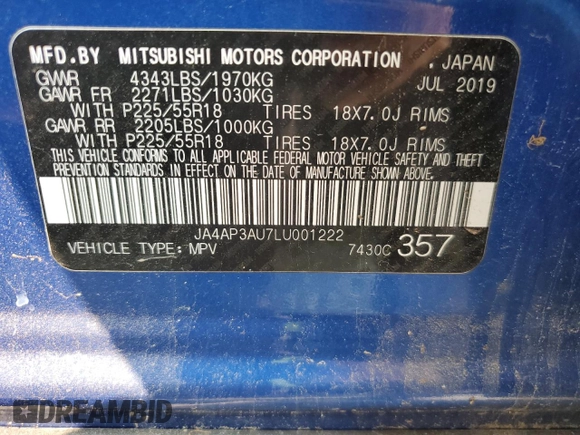 MFD.BY MITSUBISHI MOTORS CORPORATION . JAPAN
GVWR 4343LBS/1970KG JUL 2019
GAWR FR 2271LBS/1030KG
WITH P225/55R18 TIRES 18X7.0J RIMS
GAWR RR 2205LBS/1000KG
WITH P225/55R18 TIRES 18X7.0J RIMS
THIS VEHICLE CONFORMS TO ALL APPLICABLE FEDERAL MOTOR VEHICLE SAFETY AND THEFT
PREVENTION STANDARDS IN EFFECT ON THE DATE OF MANUFACTURE SHOWN ABOVE.
JA4AP3AU7LU001222
VEHICLE TYPE: MPV 7430C 357
DREAMBID